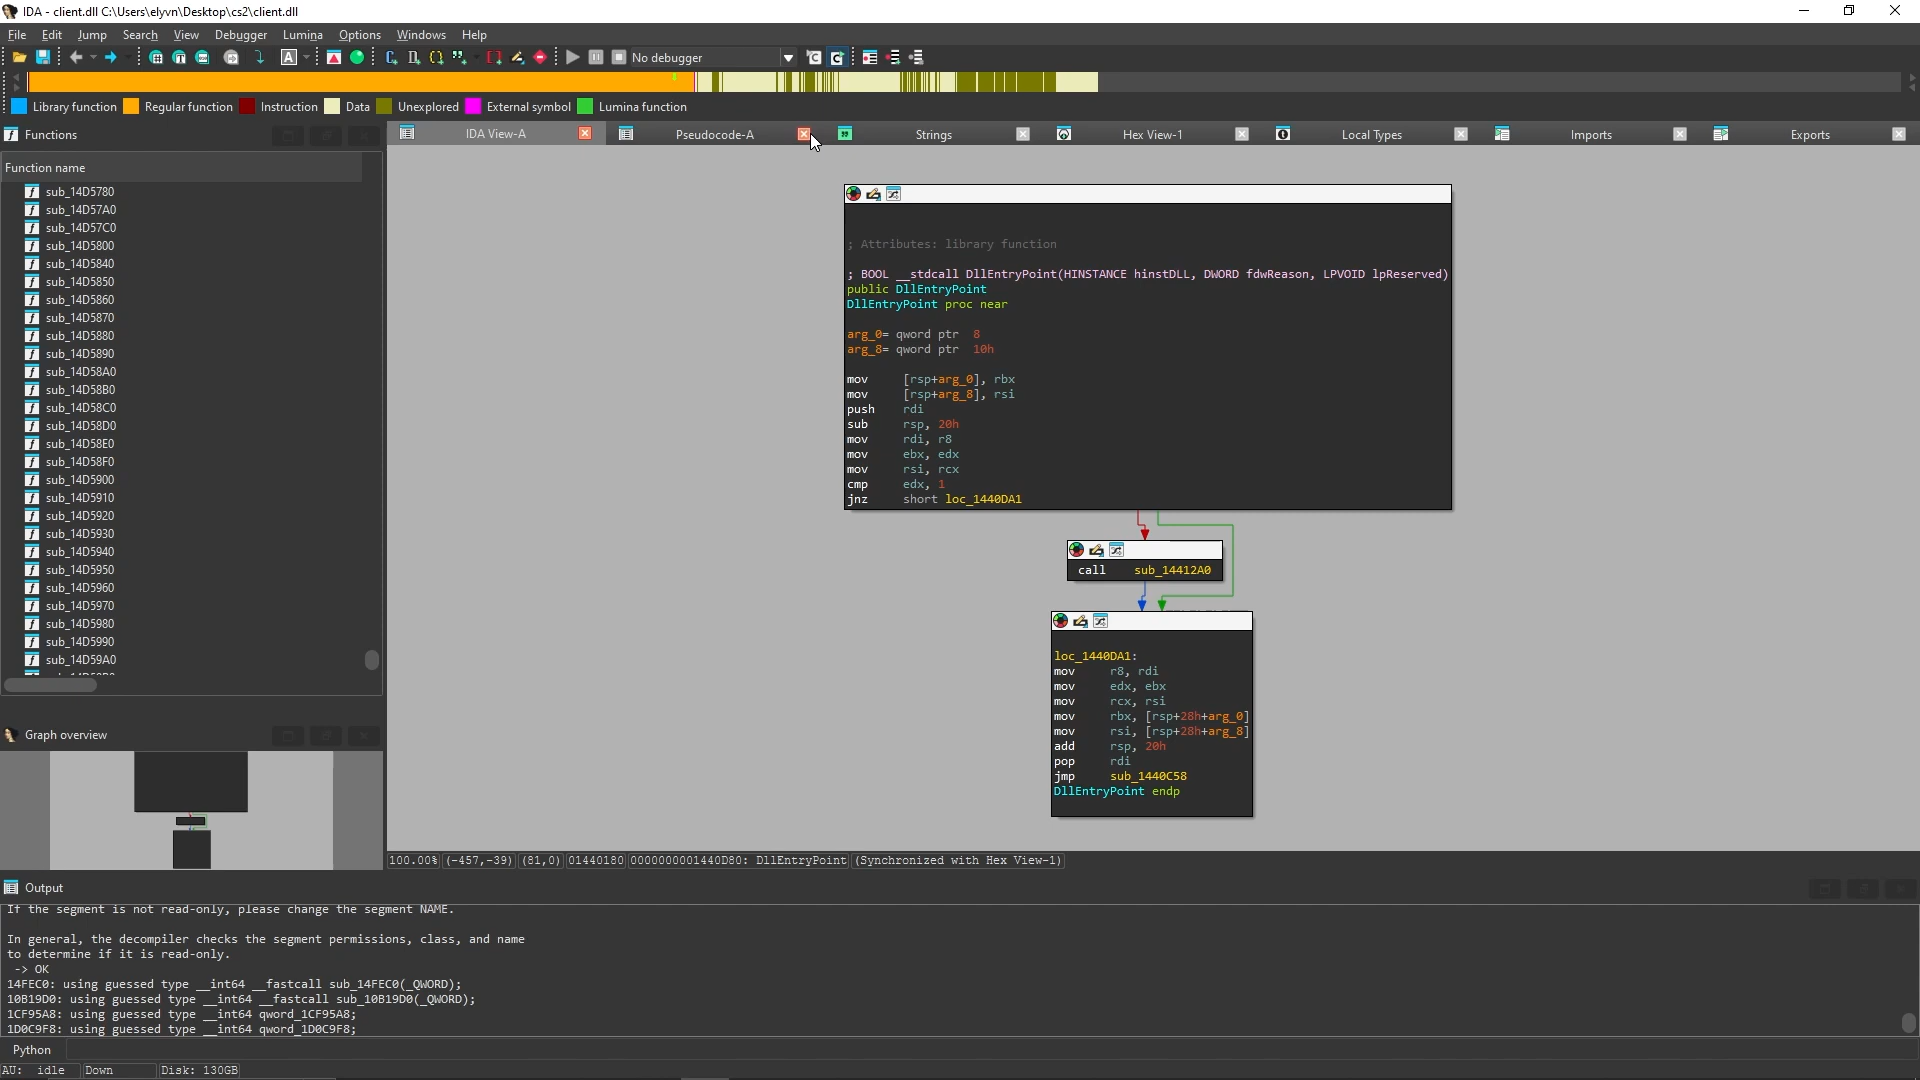 IDA - client.dll C:\Users\elyvn\Desktop\cs2\client.dll
File Edit Jump Search View Debugger Lumina Options Windows Help
No debugger
Library function Regular function Instruction Data Unexplored External symbol Lumina function
Functions
IDA View-A Pseudocode-A Strings Hex View-1 Local Types Imports Exports
Function name
sub_14D5780
sub_14D57A0
sub_14D57C0
sub_14D5800
sub_14D5840
sub_14D5850
sub_14D5860
sub_14D5870
sub_14D5880
sub_14D5890
sub_14D58A0
sub_14D58B0
sub_14D58C0
sub_14D58D0
sub_14D58E0
sub_14D58F0
sub_14D5900
sub_14D5910
sub_14D5920
sub_14D5930
sub_14D5940
sub_14D5950
sub_14D5960
sub_14D5970
sub_14D5980
sub_14D5990
sub_14D59A0
; Attributes: library function
; BOOL __stdcall DllEntryPoint(HINSTANCE hinstDLL, DWORD fdwReason, LPVOID lpReserved)
public DllEntryPoint
DllEntryPoint proc near
arg_0= qword ptr  8
arg_8= qword ptr  10h
mov [rsp+arg_0], rbx
mov [rsp+arg_8], rsi
push rdi
sub rsp, 20h
mov rdi, r8
mov ebx, edx
mov rsi, rcx
cmp edx, 1
jnz short loc_1440DA1
call sub_14412A0
loc_1440DA1:
mov r8, rdi
mov edx, ebx
mov rcx, rsi
mov rbx, [rsp+28h+arg_0]
mov rsi, [rsp+28h+arg_8]
add rsp, 20h
pop rdi
jmp sub_1440C58
DllEntryPoint endp
Graph overview
100.00% (-457,-39) (81,0) 01440180 0000000001440D80: DllEntryPoint (Synchronized with Hex View-1)
Output
If the segment is not read-only, please change the segment NAME.
In general, the decompiler checks the segment permissions, class, and name
to determine if it is read-only.
-> OK
14FEC0: using guessed type __int64 __fastcall sub_14FEC0(_QWORD);
10B19D0: using guessed type __int64 __fastcall sub_10B19D0(_QWORD);
1CF95A8: using guessed type __int64 qword_1CF95A8;
1D0C9F8: using guessed type __int64 qword_1D0C9F8;
Python
AU: idle Down Disk: 130GB